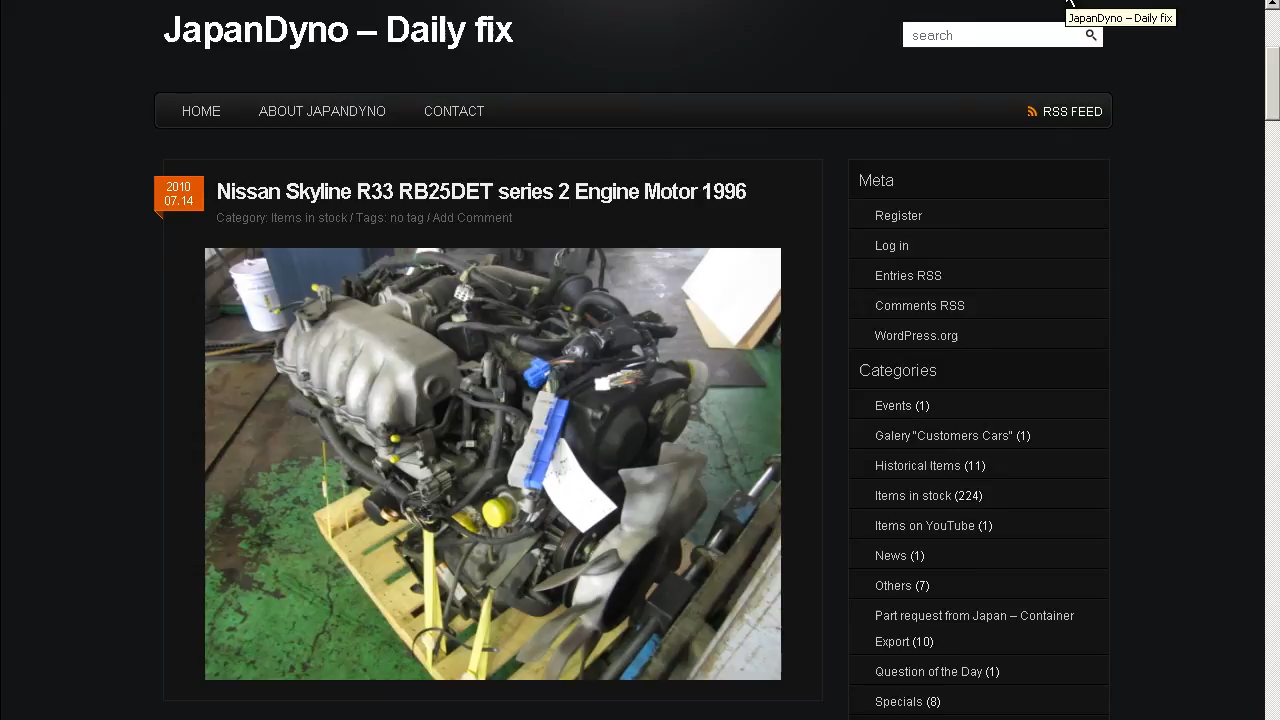 JapanDyno – Daily fix
JapanDyno – Daily fix
search
HOME ABOUT JAPANDYNO CONTACT RSS FEED
2010
07.14
Nissan Skyline R33 RB25DET series 2 Engine Motor 1996
Category: Items in stock / Tags: no tag / Add Comment
Meta
Register
Log in
Entries RSS
Comments RSS
WordPress.org
Categories
Events (1)
Galery "Customers Cars" (1)
Historical Items (11)
Items in stock (224)
Items on YouTube (1)
News (1)
Others (7)
Part request from Japan – Container
Export (10)
Question of the Day (1)
Specials (8)